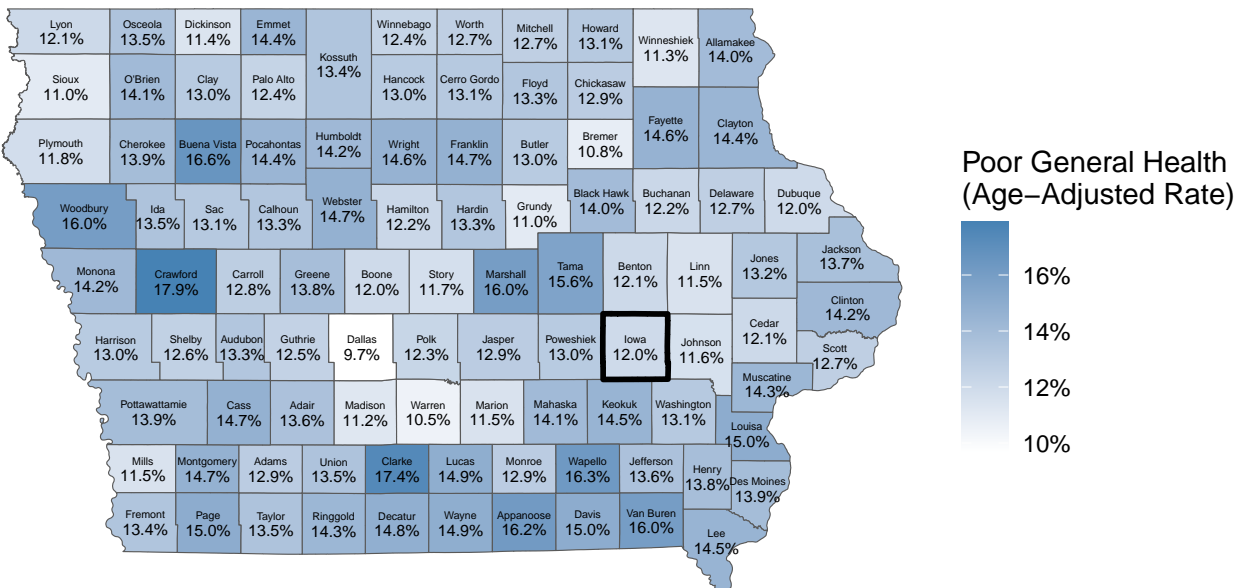 Lyon
12.1%
Osceola
13.5%
Dickinson
11.4%
Emmet
14.4%
Kossuth
13.4%
Winnebago
12.4%
Worth
12.7%
Mitchell
12.7%
Howard
13.1%
Winneshiek
11.3%
Allamakee
14.0%
Sioux
11.0%
O'Brien
14.1%
Clay
13.0%
Palo Alto
12.4%
Hancock
13.0%
Cerro Gordo
13.1%
Floyd
13.3%
Chickasaw
12.9%
Plymouth
11.8%
Cherokee
13.9%
Buena Vista
16.6%
Pocahontas
14.4%
Humboldt
14.2%
Wright
14.6%
Franklin
14.7%
Butler
13.0%
Bremer
10.8%
Fayette
14.6%
Clayton
14.4%
Woodbury
16.0%
Ida
13.5%
Sac
13.1%
Calhoun
13.3%
Webster
14.7%
Hamilton
12.2%
Hardin
13.3%
Grundy
11.0%
Black Hawk
14.0%
Buchanan
12.2%
Delaware
12.7%
Dubuque
12.0%
Monona
14.2%
Crawford
17.9%
Carroll
12.8%
Greene
13.8%
Boone
12.0%
Story
11.7%
Marshall
16.0%
Tama
15.6%
Benton
12.1%
Linn
11.5%
Jones
13.2%
Jackson
13.7%
Clinton
14.2%
Harrison
13.0%
Shelby
12.6%
Audubon
13.3%
Guthrie
12.5%
Dallas
9.7%
Polk
12.3%
Jasper
12.9%
Poweshiek
13.0%
Iowa
12.0%
Johnson
11.6%
Cedar
12.1%
Scott
12.7%
Muscatine
14.3%
Pottawattamie
13.9%
Cass
14.7%
Adair
13.6%
Madison
11.2%
Warren
10.5%
Marion
11.5%
Mahaska
14.1%
Keokuk
14.5%
Washington
13.1%
Louisa
15.0%
Mills
11.5%
Montgomery
14.7%
Adams
12.9%
Union
13.5%
Clarke
17.4%
Lucas
14.9%
Monroe
12.9%
Wapello
16.3%
Jefferson
13.6%
Henry
13.8%
Des Moines
13.9%
Fremont
13.4%
Page
15.0%
Taylor
13.5%
Ringgold
14.3%
Decatur
14.8%
Wayne
14.9%
Appanoose
16.2%
Davis
15.0%
Van Buren
16.0%
Lee
14.5%
Poor General Health
(Age−Adjusted Rate)
16%
14%
12%
10%